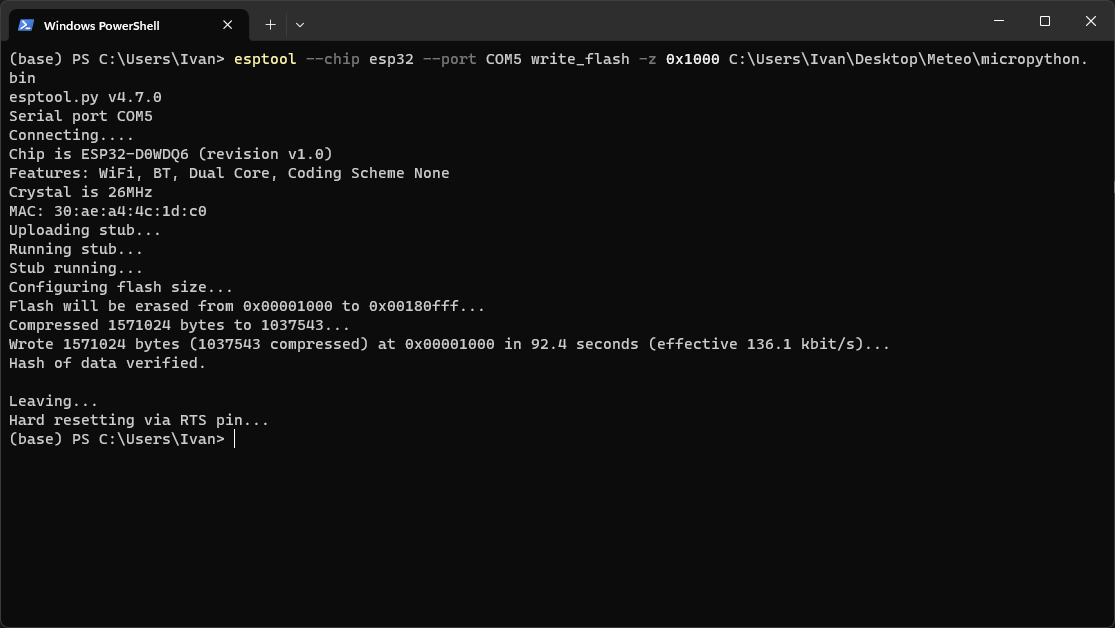 Windows PowerShell
(base) PS C:\Users\Ivan> esptool --chip esp32 --port COM5 write_flash -z 0x1000 C:\Users\Ivan\Desktop\Meteo\micropython.
bin
esptool.py v4.7.0
Serial port COM5
Connecting....
Chip is ESP32-D0WDQ6 (revision v1.0)
Features: WiFi, BT, Dual Core, Coding Scheme None
Crystal is 26MHz
MAC: 30:ae:a4:4c:1d:c0
Uploading stub...
Running stub...
Stub running...
Configuring flash size...
Flash will be erased from 0x00001000 to 0x00180fff...
Compressed 1571024 bytes to 1037543...
Wrote 1571024 bytes (1037543 compressed) at 0x00001000 in 92.4 seconds (effective 136.1 kbit/s)...
Hash of data verified.
Leaving...
Hard resetting via RTS pin...
(base) PS C:\Users\Ivan>